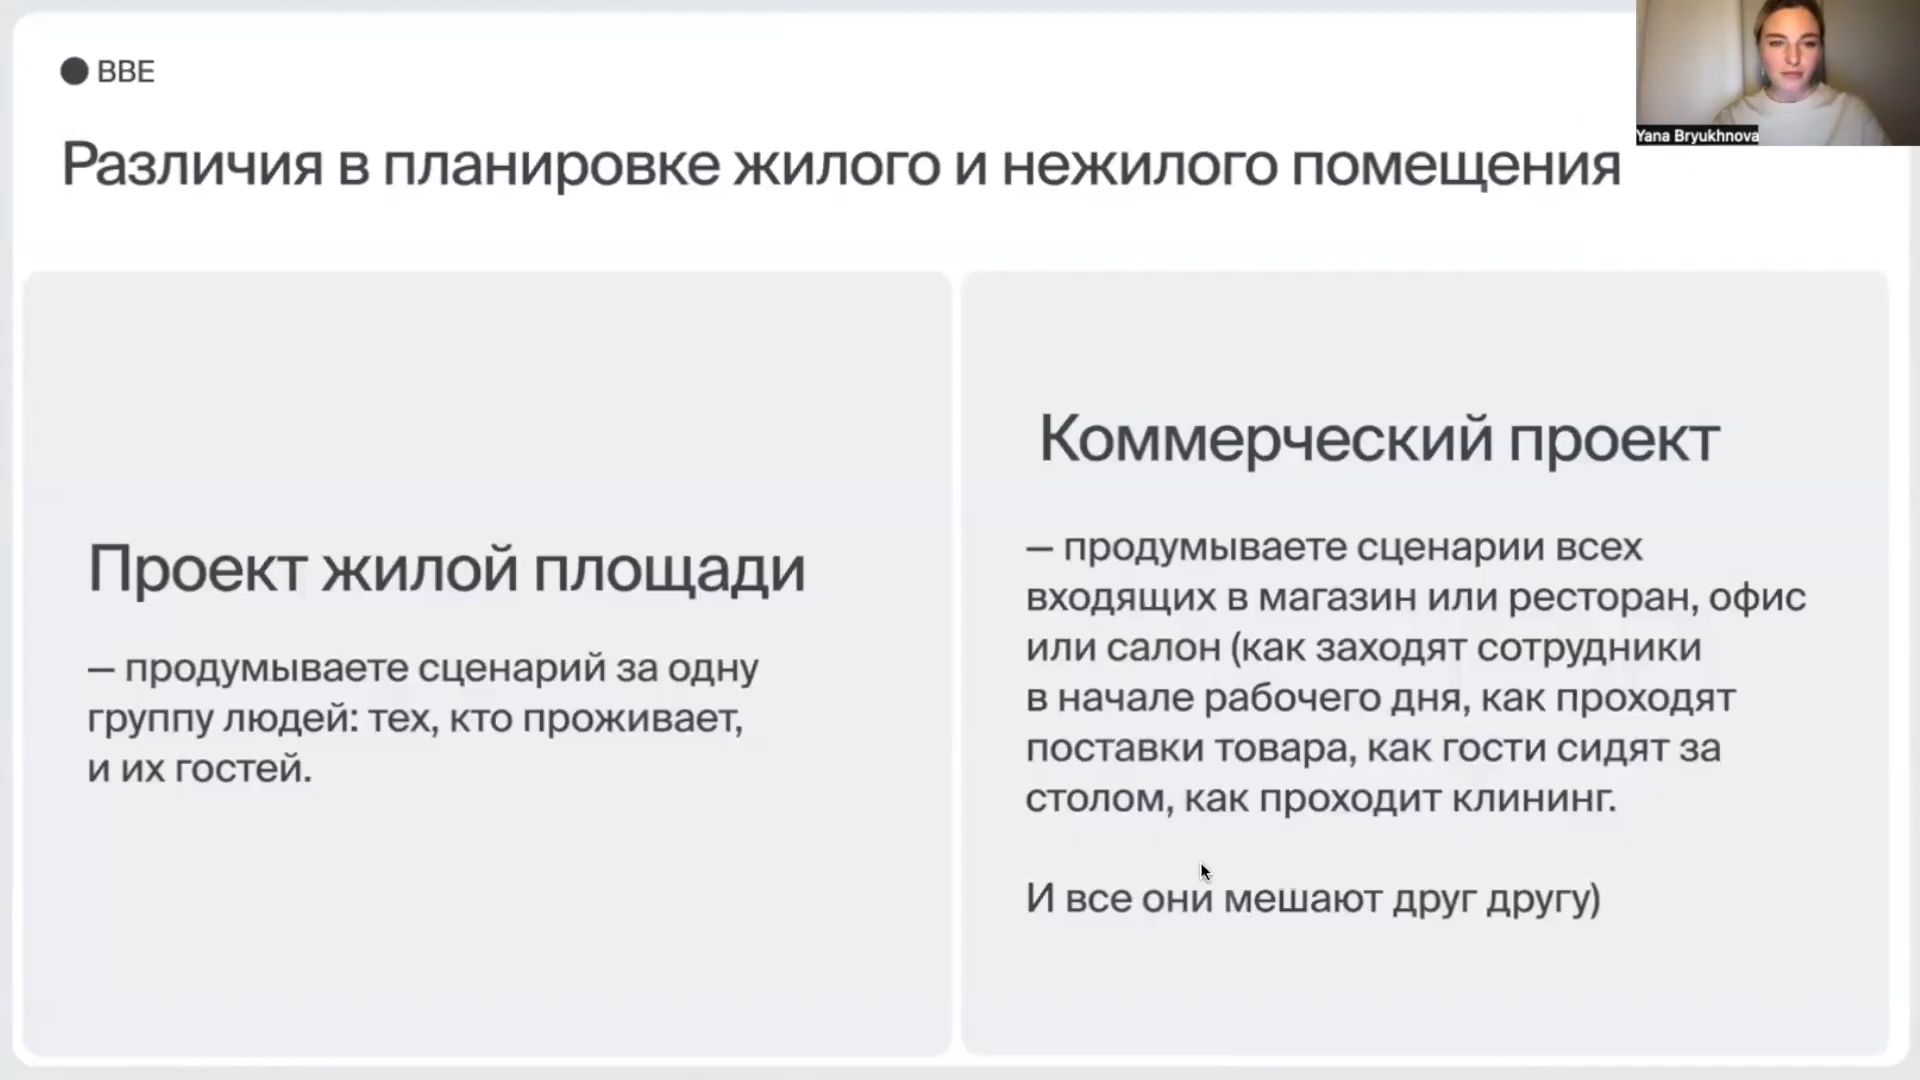 BBE
Yana Bryukhnova
Различия в планировке жилого и нежилого помещения
Проект жилой площади
— продумываете сценарий за одну
группу людей: тех, кто проживает,
и их гостей.
Коммерческий проект
— продумываете сценарии всех
входящих в магазин или ресторан, офис
или салон (как заходят сотрудники
в начале рабочего дня, как проходят
поставки товара, как гости сидят за
столом, как проходит клининг.
И все они мешают друг другу)